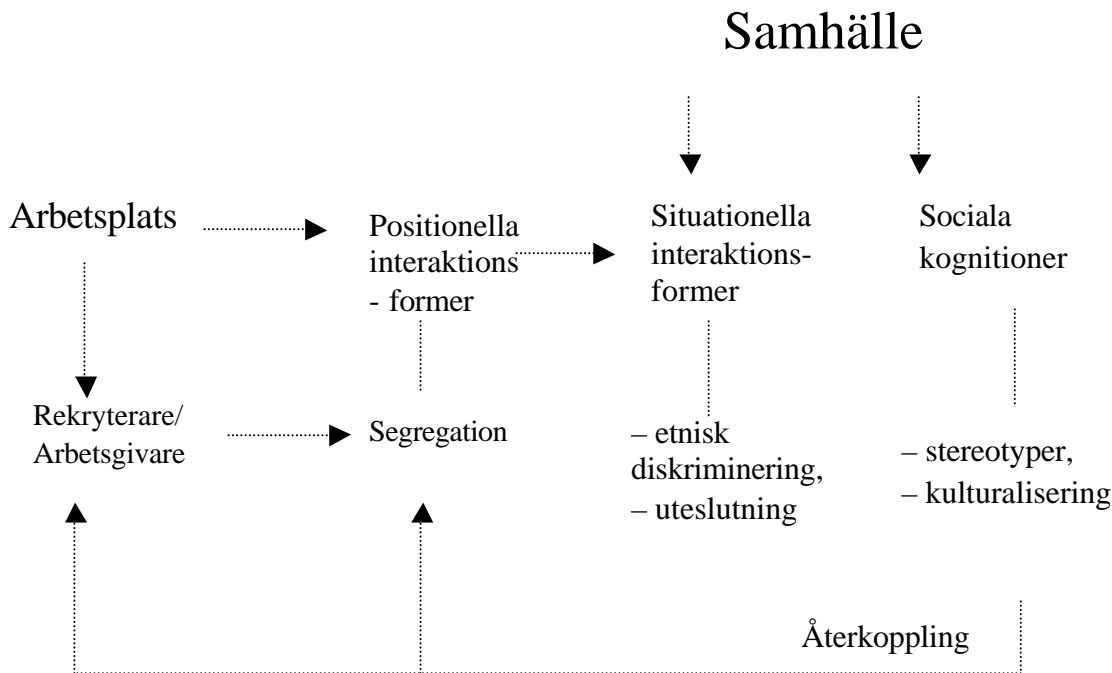 Samhälle
Arbetsplats
Positionella
interaktions
- former
Situationella
interaktions-
former
Sociala
kognitioner
Rekryterare/
Arbetsgivare
Segregation
– etnisk
diskriminering,
– uteslutning
– stereotyper,
– kulturalisering
Återkoppling